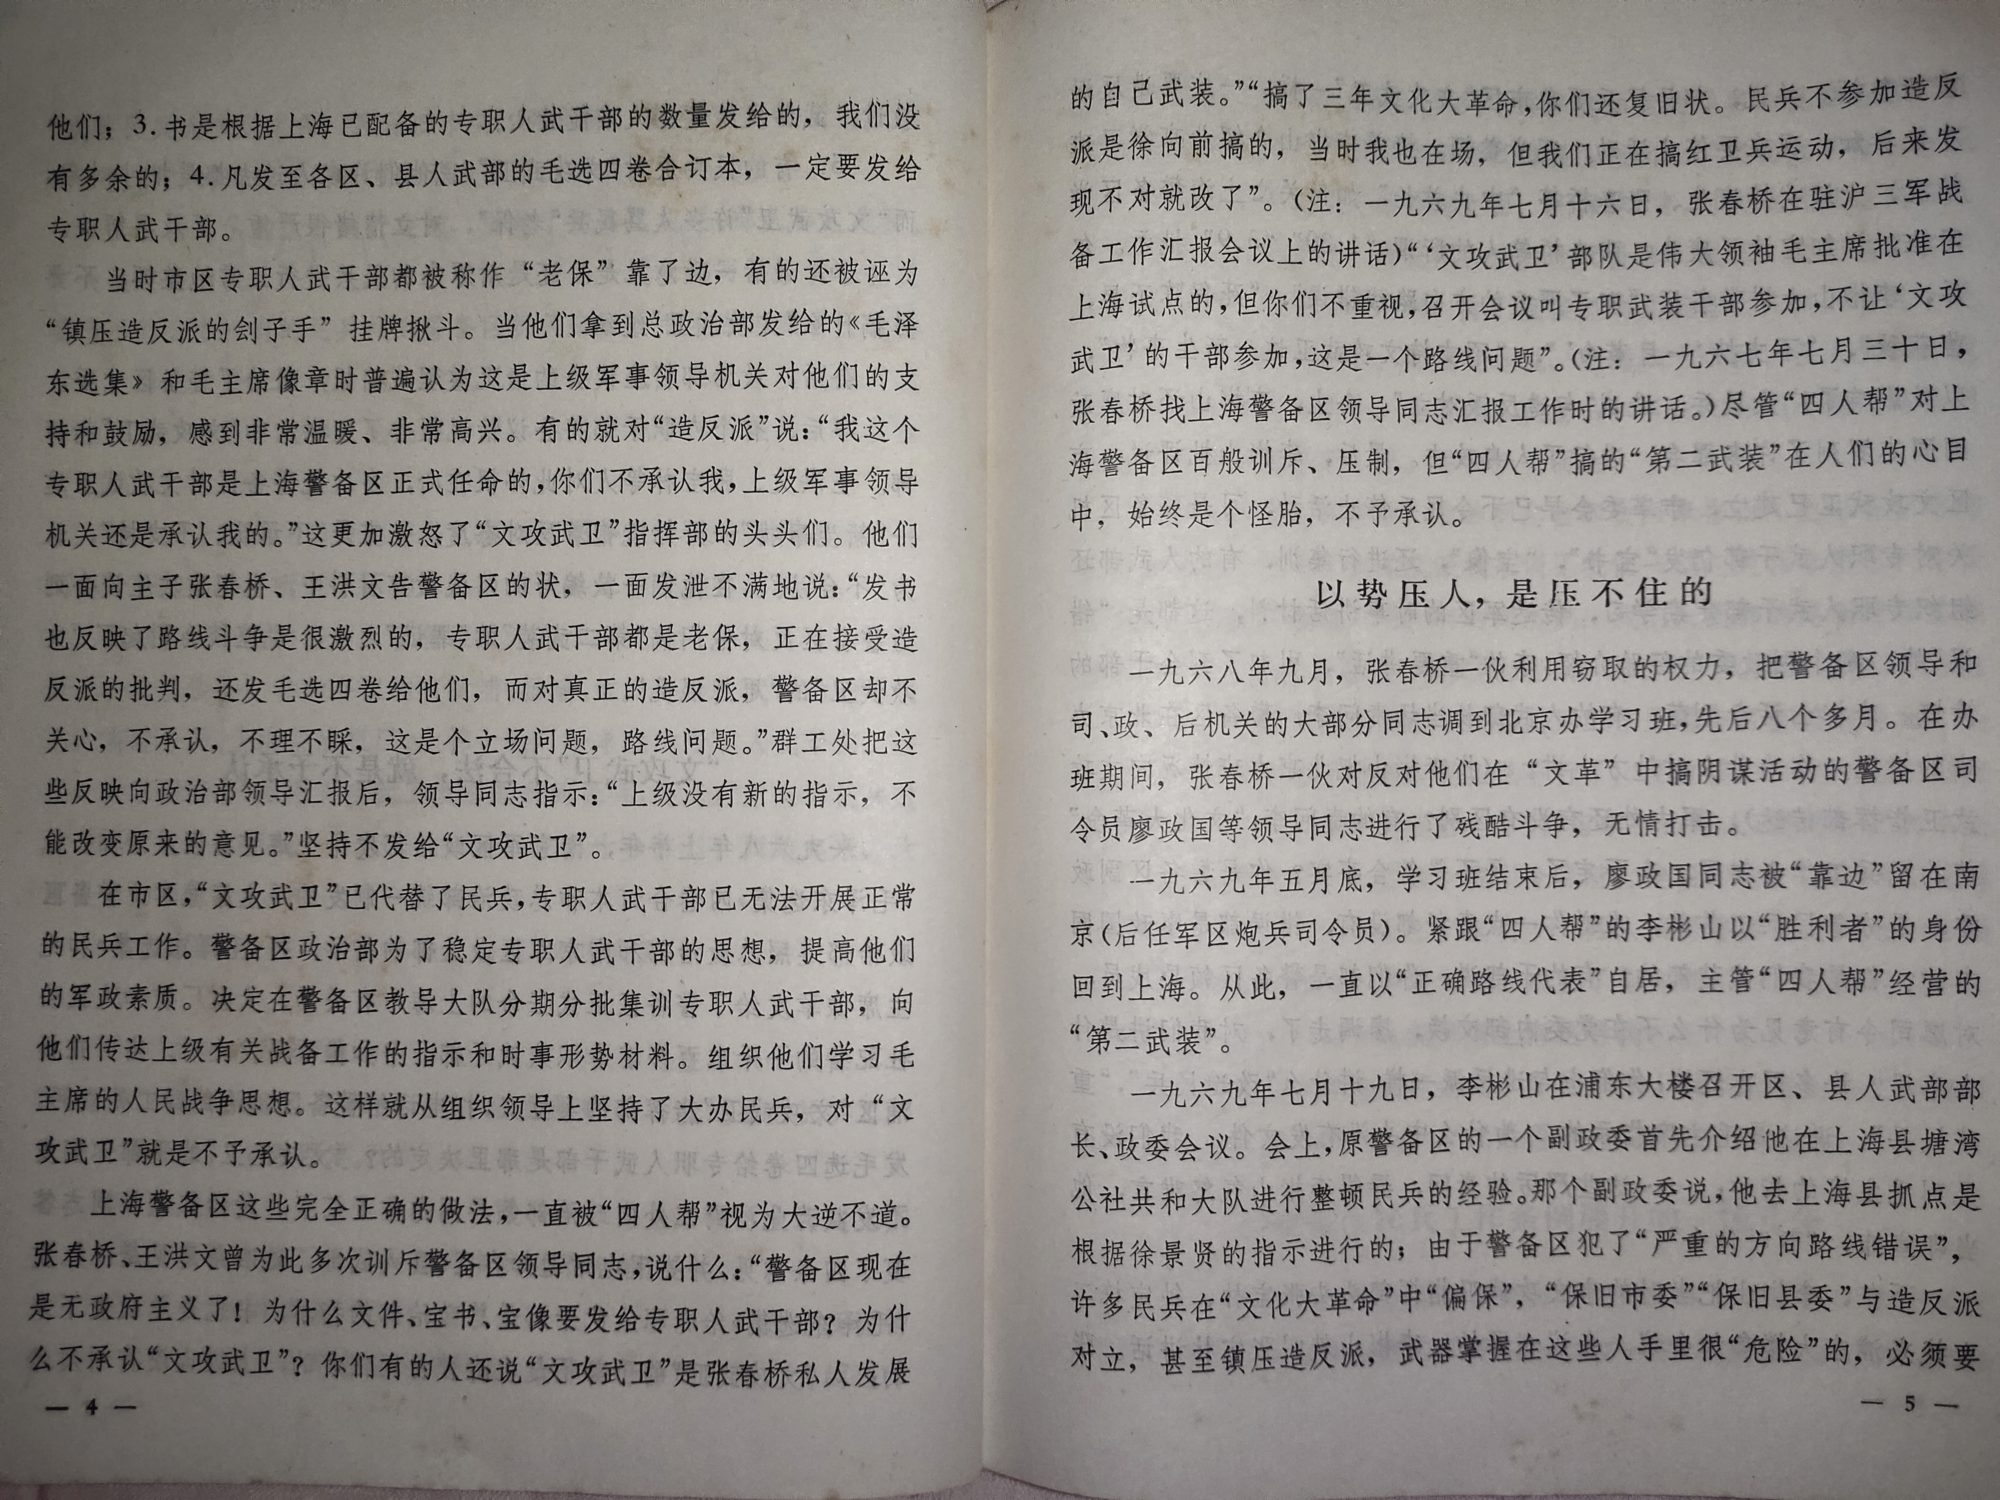 他们；3.书是根据上海已配备的专职人武干部的数量发给的，我们没
有多余的；4.凡发至各区、县人武部的毛选四卷合订本，一定要发给
专职人武干部。
当时市区专职人武干部都被称作“老保”靠了边，有的还被诬为
“镇压造反派的刽子手”挂牌揪斗。当他们拿到总政治部发给的《毛泽
东选集》和毛主席像章时普遍认为这是上级军事领导机关对他们的支
持和鼓励，感到非常温暖、非常高兴。有的就对“造反派”说：“我这个
专职人武干部是上海警备区正式任命的，你们不承认我，上级军事领导
机关还是承认我的。”这更加激怒了“文攻武卫”指挥部的头头们。他们
一面向主子张春桥、王洪文告警备区的状，一面发泄不满地说：“发书
也反映了路线斗争是很激烈的，专职人武干部都是老保，正在接受造
反派的批判，还发毛选四卷给他们，而对真正的造反派，警备区却不
关心，不承认，不理不睬，这是个立场问题，路线问题。”群工处把这
些反映向政治部领导汇报后，领导同志指示：“上级没有新的指示，不
能改变原来的意见。”坚持不发给“文攻武卫”。
在市区，“文攻武卫”已代替了民兵，专职人武干部已无法开展正常
的民兵工作。警备区政治部为了稳定专职人武干部的思想，提高他们
的军政素质。决定在警备区教导大队分期分批集训专职人武干部，向
他们传达上级有关战备工作的指示和时事形势材料。组织他们学习毛
主席的人民战争思想。这样就从组织领导上坚持了大办民兵，对“文
攻武卫”就是不予承认。
上海警备区这些完全正确的做法，一直被“四人帮”视为大逆不道。
张春桥、王洪文曾为此多次训斥警备区领导同志，说什么：“警备区现在
是无政府主义了！为什么文件、宝书、宝像要发给专职人武干部？为什
么不承认“文攻武卫”？你们有的人还说“文攻武卫”是张春桥私人发展
— 4 —
的自己武装。”“搞了三年文化大革命，你们还复旧状。民兵不参加造反
派是徐向前搞的，当时我也在场，但我们正在搞红卫兵运动，后来发
现不对就改了”。（注：一九六九年七月十六日，张春桥在驻沪三军战
备工作汇报会议上的讲话）“‘文攻武卫’部队是伟大领袖毛主席批准在
上海试点的，但你们不重视，召开会议叫专职武装干部参加，不让‘文攻
武卫’的干部参加，这是一个路线问题”。（注：一九六七年七月三十日，
张春桥找上海警备区领导同志汇报工作时的讲话。）尽管“四人帮”对上
海警备区百般训斥、压制，但“四人帮”搞的“第二武装”在人们的心目
中，始终是个怪胎，不予承认。
以势压人，是压不住的
一九六八年九月，张春桥一伙利用窃取的权力，把警备区领导和
司、政、后机关的大部分同志调到北京办学习班，先后八个多月。在办
班期间，张春桥一伙对反对他们在“文革”中搞阴谋活动的警备区司
令员廖政国等领导同志进行了残酷斗争，无情打击。
一九六九年五月底，学习班结束后，廖政国同志被“靠边”留在南
京（后任军区炮兵司令员）。紧跟“四人帮”的李彬山以“胜利者”的身份
回到上海。从此，一直以“正确路线代表”自居，主管“四人帮”经营的
“第二武装”。
一九六九年七月十九日，李彬山在浦东大楼召开区、县人武部部
长、政委会议。会上，原警备区的一个副政委首先介绍他在上海县塘湾
公社共和大队进行整顿民兵的经验。那个副政委说，他去上海县抓点是
根据徐景贤的指示进行的；由于警备区犯了“严重的方向路线错误”，
许多民兵在“文化大革命”中“偏保”，“保旧市委”“保旧县委”与造反派
对立，甚至镇压造反派，武器掌握在这些人手里很“危险”的，必须要
— 5 —